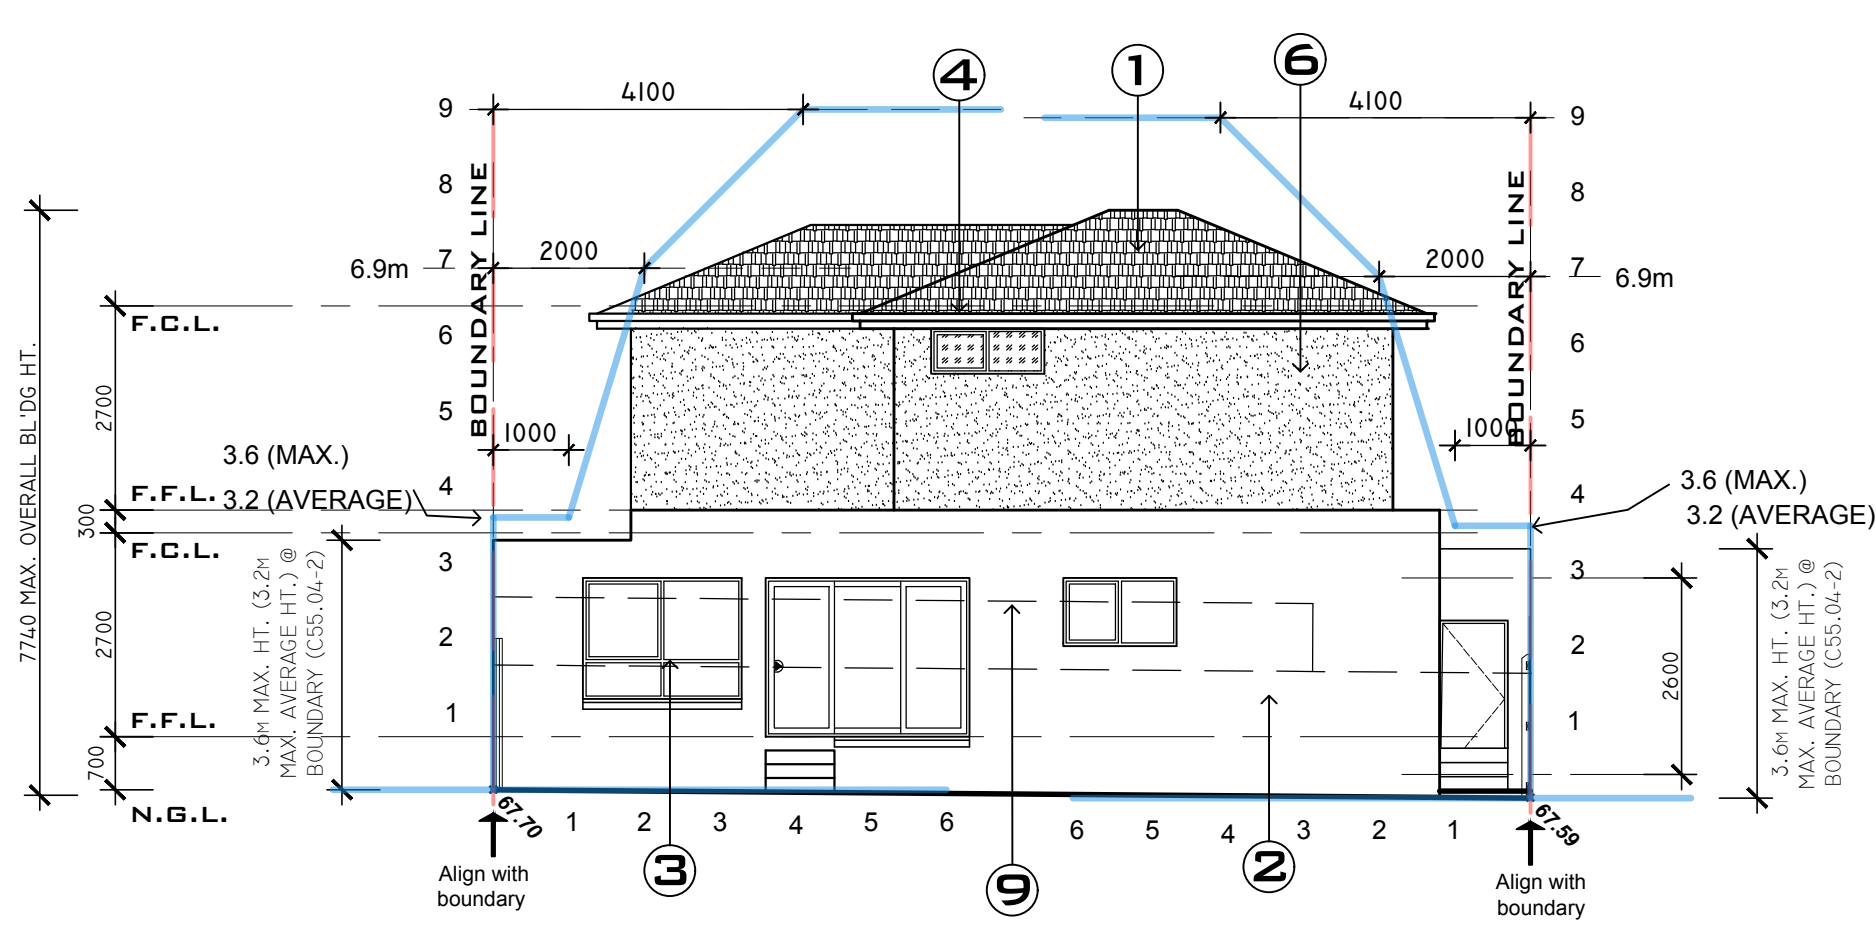 4
1
6
9
4100
4100
9
8
BOUNDARY LINE
BOUNDARY LINE
8
7
2000
2000
7
6.9m
6.9m
F.C.L.
6
6
7740 MAX. OVERALL BL'DG HT.
2700
5
5
1000
1000
3.6 (MAX.)
3.2 (AVERAGE)
F.F.L.
4
4
3.6 (MAX.)
3.2 (AVERAGE)
300
F.C.L.
3
3
3.6M MAX. HT. (3.2M
MAX. AVERAGE HT.) @
BOUNDARY (C55.04-2)
3.6M MAX. HT. (3.2M
MAX. AVERAGE HT.) @
BOUNDARY (C55.04-2)
2700
2
2
2600
F.F.L.
1
1
700
N.G.L.
67.70
67.59
1 2 3 4 5 6
6 5 4 3 2 1
Align with
boundary
3
9
2
Align with
boundary